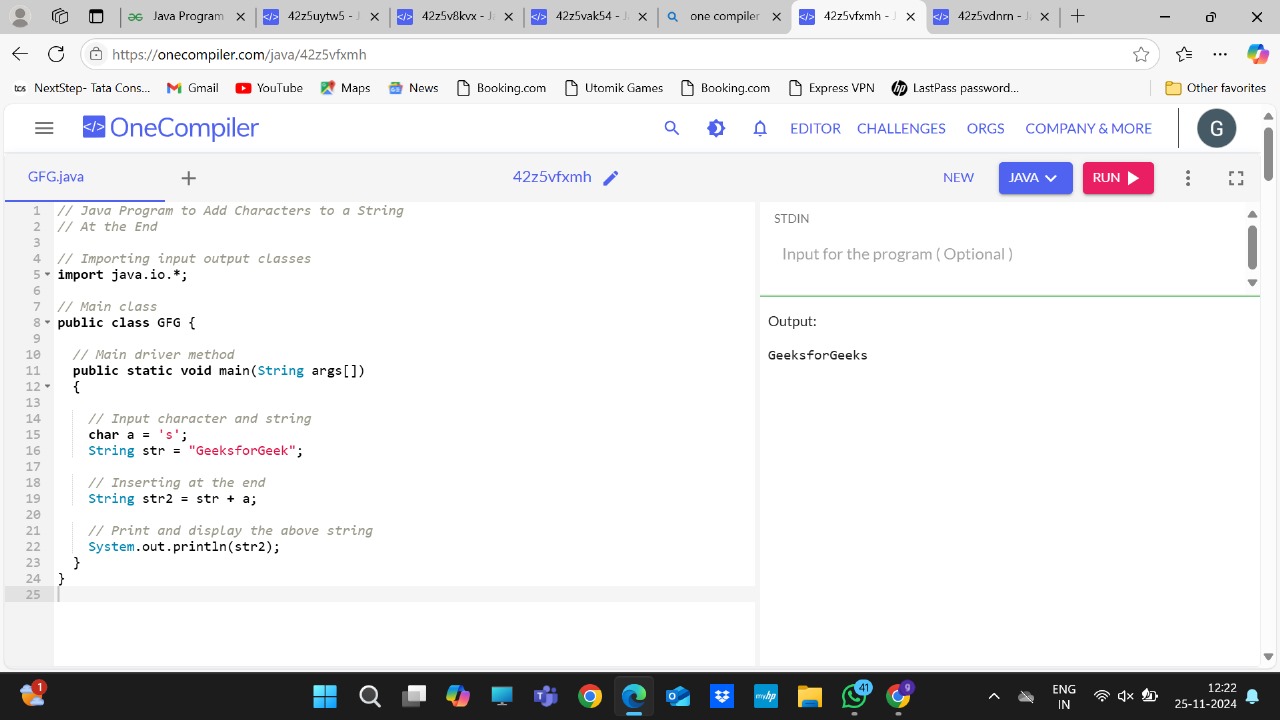 Java Program
42z5uytw5 - J
42z5v8kvx - J
42z5vak54 - J
one compiler
42z5vfxmh - J
42z5vdnrn - J
https://onecompiler.com/java/42z5vfxmh
NextStep- Tata Cons...
Gmail
YouTube
Maps
News
Booking.com
Utomik Games
Booking.com
Express VPN
LastPass password...
Other favorites
OneCompiler
EDITOR
CHALLENGES
ORGS
COMPANY & MORE
G
GFG.java
42z5vfxmh
NEW
JAVA
RUN
1 // Java Program to Add Characters to a String
2 // At the End
3
4 // Importing input output classes
5 import java.io.*;
6
7 // Main class
8 public class GFG {
9
10 // Main driver method
11 public static void main(String args[])
12 {
13
14 // Input character and string
15 char a = 's';
16 String str = "GeeksforGeek";
17
18 // Inserting at the end
19 String str2 = str + a;
20
21 // Print and display the above string
22 System.out.println(str2);
23 }
24 }
25
STDIN
Input for the program ( Optional )
Output:
GeeksforGeeks
1
41
9
ENG
IN
12:22
25-11-2024